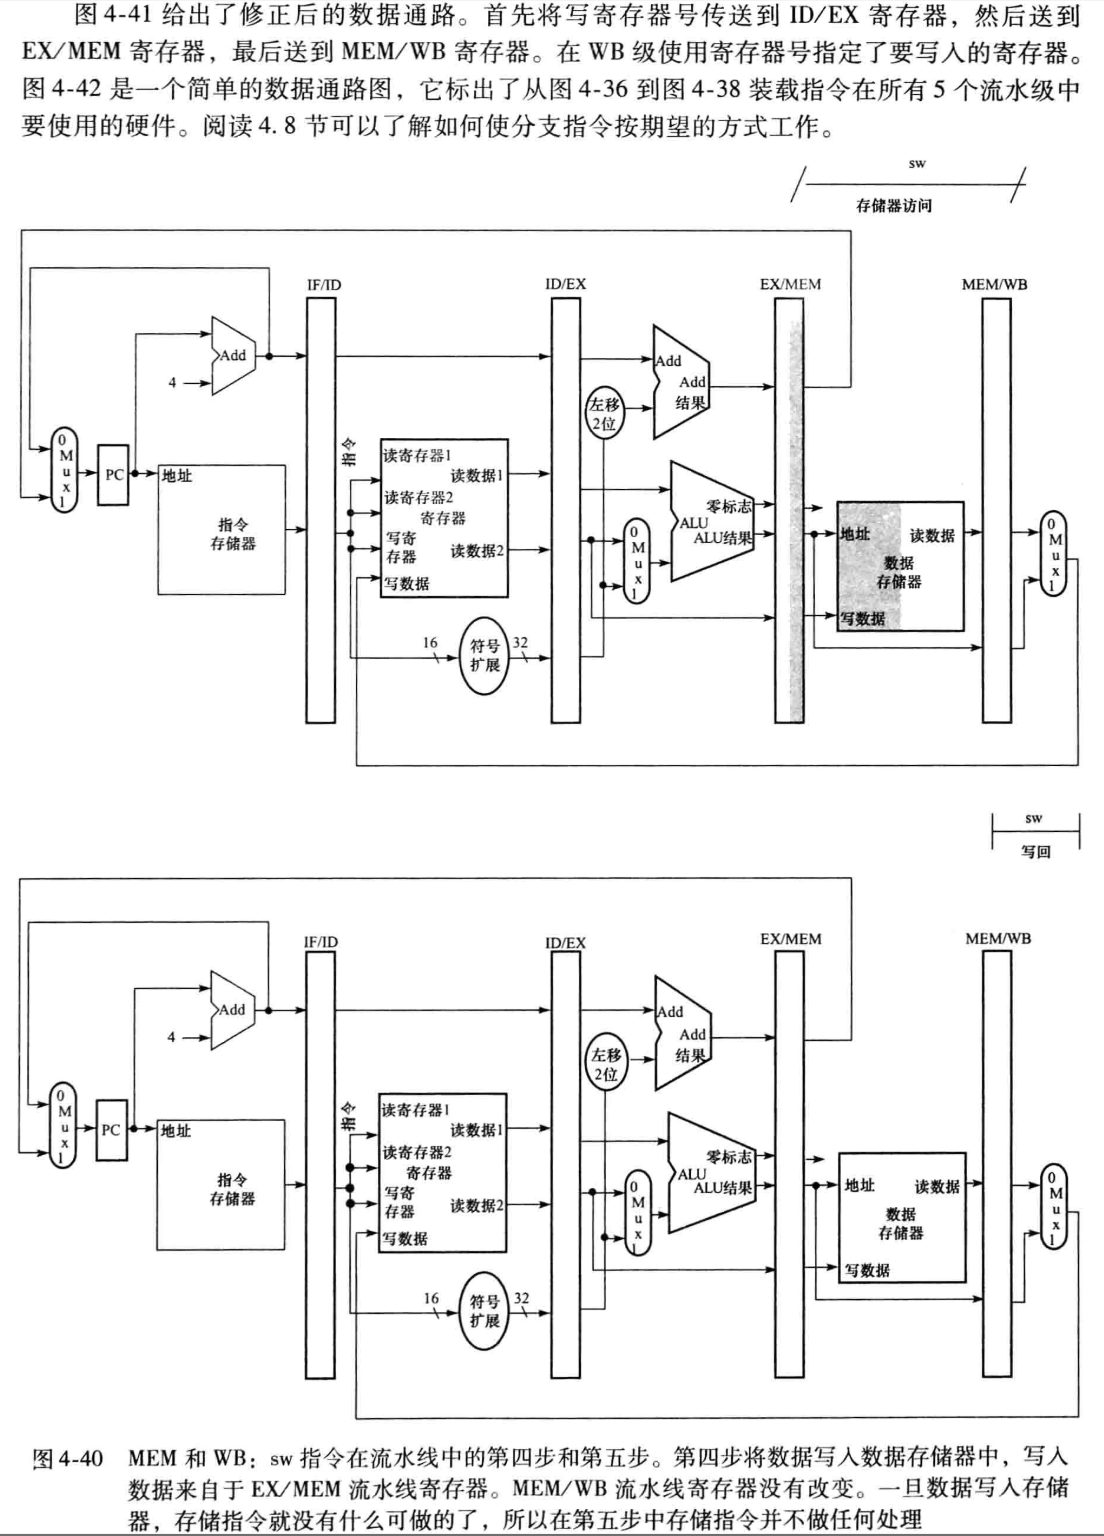 图 4-41 给出了修正后的数据通路。首先将写寄存器号传送到 ID/EX 寄存器，然后送到
EX/MEM 寄存器，最后送到 MEM/WB 寄存器。在 WB 级使用寄存器号指定了要写入的寄存器。
图 4-42 是一个简单的数据通路图，它标出了从图 4-36 到图 4-38 装载指令在所有 5 个流水级中
要使用的硬件。阅读 4. 8 节可以了解如何使分支指令按期望的方式工作。
sw
存储器访问
IF/ID
ID/EX
EX/MEM
MEM/WB
Add
4
Add
Add
结果
左移
2位
0
M
u
x
1
PC
地址
指令
存储器
指令
读寄存器1
读数据1
读寄存器2
寄存器
写寄
存器
读数据2
写数据
16
符号
扩展
32
0
M
u
x
1
零标志
ALU
ALU结果
地址
读数据
数据
存储器
写数据
0
M
u
x
1
sw
写回
IF/ID
ID/EX
EX/MEM
MEM/WB
Add
4
Add
Add
结果
左移
2位
0
M
u
x
1
PC
地址
指令
存储器
指令
读寄存器1
读数据1
读寄存器2
寄存器
写寄
存器
读数据2
写数据
16
符号
扩展
32
0
M
u
x
1
零标志
ALU
ALU结果
地址
读数据
数据
存储器
写数据
0
M
u
x
1
图 4-40 MEM 和 WB：sw 指令在流水线中的第四步和第五步。第四步将数据写入数据存储器中，写入
数据来自于 EX/MEM 流水线寄存器。MEM/WB 流水线寄存器没有改变。一旦数据写入存储
器，存储指令就没有什么可做的了，所以在第五步中存储指令并不做任何处理